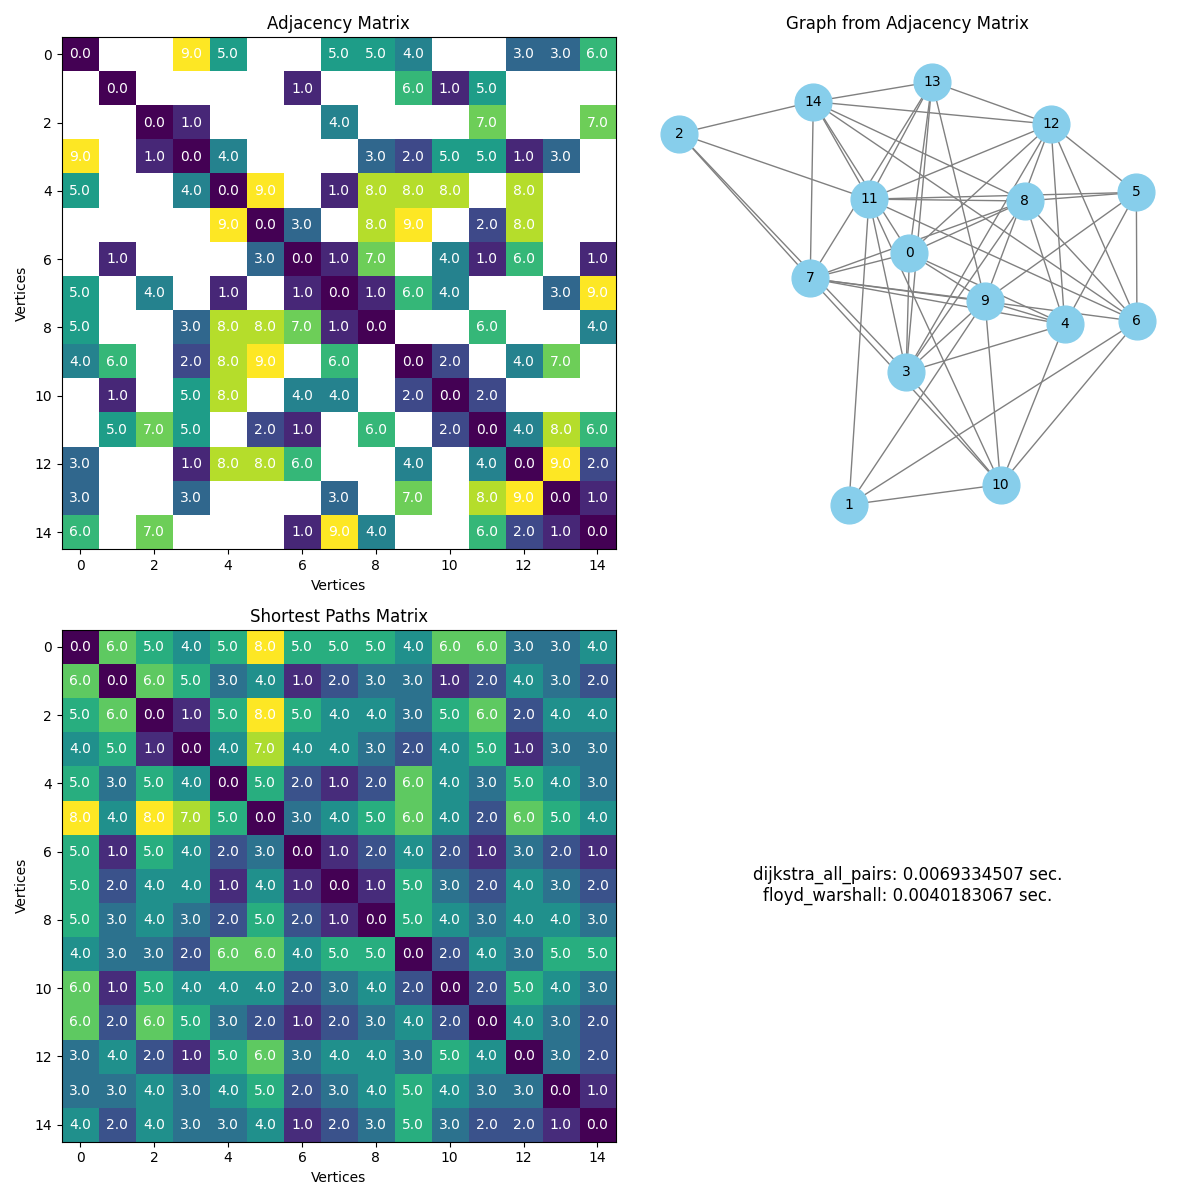 Adjacency Matrix
0 0.0 9.0 5.0 5.0 5.0 4.0 3.0 3.0 6.0
0.0 1.0 6.0 1.0 5.0
2 0.0 1.0 4.0 7.0 7.0
9.0 1.0 0.0 4.0 3.0 2.0 5.0 5.0 1.0 3.0
4 5.0 4.0 0.0 9.0 1.0 8.0 8.0 8.0 8.0
9.0 0.0 3.0 8.0 9.0 2.0 8.0
6 1.0 3.0 0.0 1.0 7.0 4.0 1.0 6.0 1.0
5.0 4.0 1.0 1.0 0.0 1.0 6.0 4.0 3.0 9.0
8 5.0 3.0 8.0 8.0 7.0 1.0 0.0 6.0 4.0
4.0 6.0 2.0 8.0 9.0 6.0 0.0 2.0 4.0 7.0
10 1.0 5.0 8.0 4.0 4.0 2.0 0.0 2.0
5.0 7.0 5.0 2.0 1.0 6.0 2.0 0.0 4.0 8.0 6.0
12 3.0 1.0 8.0 8.0 6.0 4.0 4.0 0.0 9.0 2.0
3.0 3.0 3.0 7.0 8.0 9.0 0.0 1.0
14 6.0 7.0 1.0 9.0 4.0 6.0 2.0 1.0 0.0
0 2 4 6 8 10 12 14
Vertices
Vertices
Graph from Adjacency Matrix
13
14
12
2
5
11
8
0
7
9
4
6
3
10
1
Shortest Paths Matrix
0 0.0 6.0 5.0 4.0 5.0 8.0 5.0 5.0 5.0 4.0 6.0 6.0 3.0 3.0 4.0
6.0 0.0 6.0 5.0 3.0 4.0 1.0 2.0 3.0 3.0 1.0 2.0 4.0 3.0 2.0
2 5.0 6.0 0.0 1.0 5.0 8.0 5.0 4.0 4.0 3.0 5.0 6.0 2.0 4.0 4.0
4.0 5.0 1.0 0.0 4.0 7.0 4.0 4.0 3.0 2.0 4.0 5.0 1.0 3.0 3.0
4 5.0 3.0 5.0 4.0 0.0 5.0 2.0 1.0 2.0 6.0 4.0 3.0 5.0 4.0 3.0
8.0 4.0 8.0 7.0 5.0 0.0 3.0 4.0 5.0 6.0 4.0 2.0 6.0 5.0 4.0
6 5.0 1.0 5.0 4.0 2.0 3.0 0.0 1.0 2.0 4.0 2.0 1.0 3.0 2.0 1.0
5.0 2.0 4.0 4.0 1.0 4.0 1.0 0.0 1.0 5.0 3.0 2.0 4.0 3.0 2.0
8 5.0 3.0 4.0 3.0 2.0 5.0 2.0 1.0 0.0 5.0 4.0 3.0 4.0 4.0 3.0
4.0 3.0 3.0 2.0 6.0 6.0 4.0 5.0 5.0 0.0 2.0 4.0 3.0 5.0 5.0
10 6.0 1.0 5.0 4.0 4.0 4.0 2.0 3.0 4.0 2.0 0.0 2.0 5.0 4.0 3.0
6.0 2.0 6.0 5.0 3.0 2.0 1.0 2.0 3.0 4.0 2.0 0.0 4.0 3.0 2.0
12 3.0 4.0 2.0 1.0 5.0 6.0 3.0 4.0 4.0 3.0 5.0 4.0 0.0 3.0 2.0
3.0 3.0 4.0 3.0 4.0 5.0 2.0 3.0 4.0 5.0 4.0 3.0 3.0 0.0 1.0
14 4.0 2.0 4.0 3.0 3.0 4.0 1.0 2.0 3.0 5.0 3.0 2.0 2.0 1.0 0.0
0 2 4 6 8 10 12 14
Vertices
Vertices
dijkstra_all_pairs: 0.0069334507 sec.
floyd_warshall: 0.0040183067 sec.